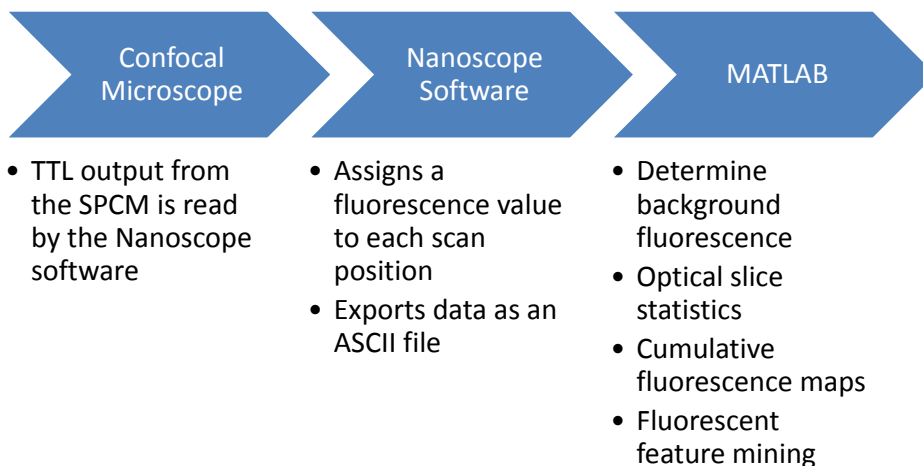 Confocal
Microscope
• TTL output from
the SPCM is read
by the Nanoscope
software
Nanoscope
Software
• Assigns a
fluorescence value
to each scan
position
• Exports data as an
ASCII file
MATLAB
• Determine
background
fluorescence
• Optical slice
statistics
• Cumulative
fluorescence maps
• Fluorescent
feature mining